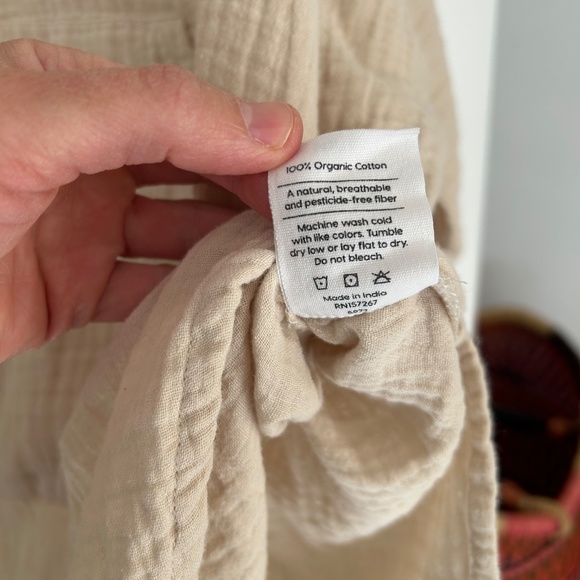 100% Organic Cotton
A natural, breathable
and pesticide-free fiber
Machine wash cold
with like colors. Tumble
dry low or lay flat to dry.
Do not bleach.
Made in India
RN157267